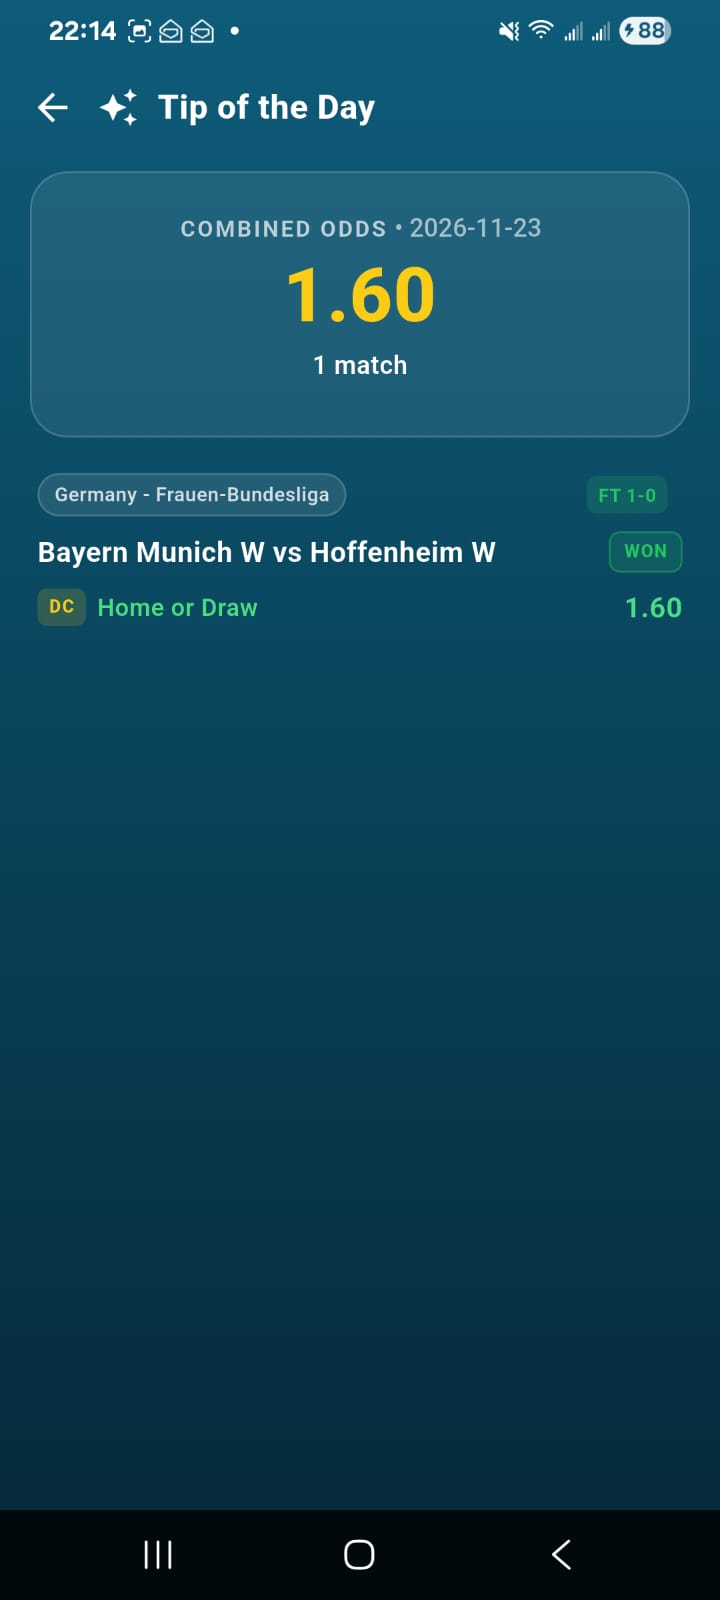 22:14 88
Tip of the Day
COMBINED ODDS • 2026-11-23
1.60
1 match
Germany - Frauen-Bundesliga FT 1-0
Bayern Munich W vs Hoffenheim W WON
DC Home or Draw 1.60